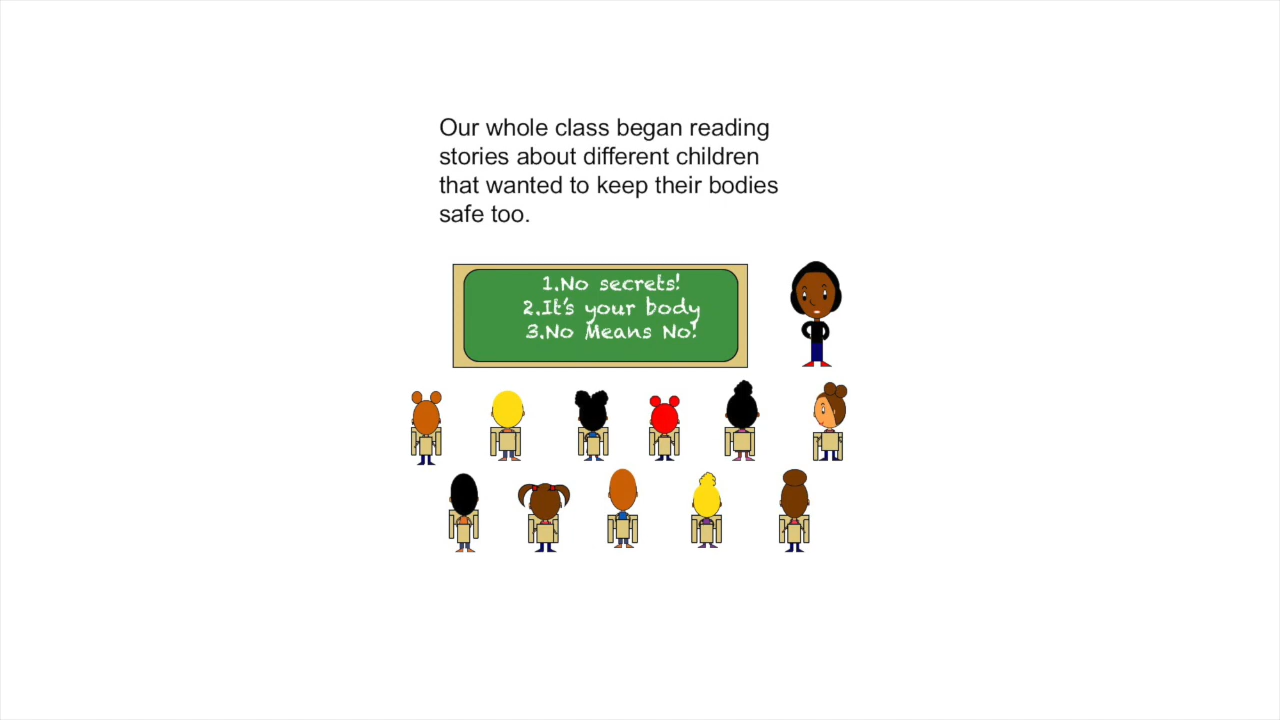 Our whole class began reading
stories about different children
that wanted to keep their bodies
safe too.
1.No secrets!
2.It's your body
3.No Means No!